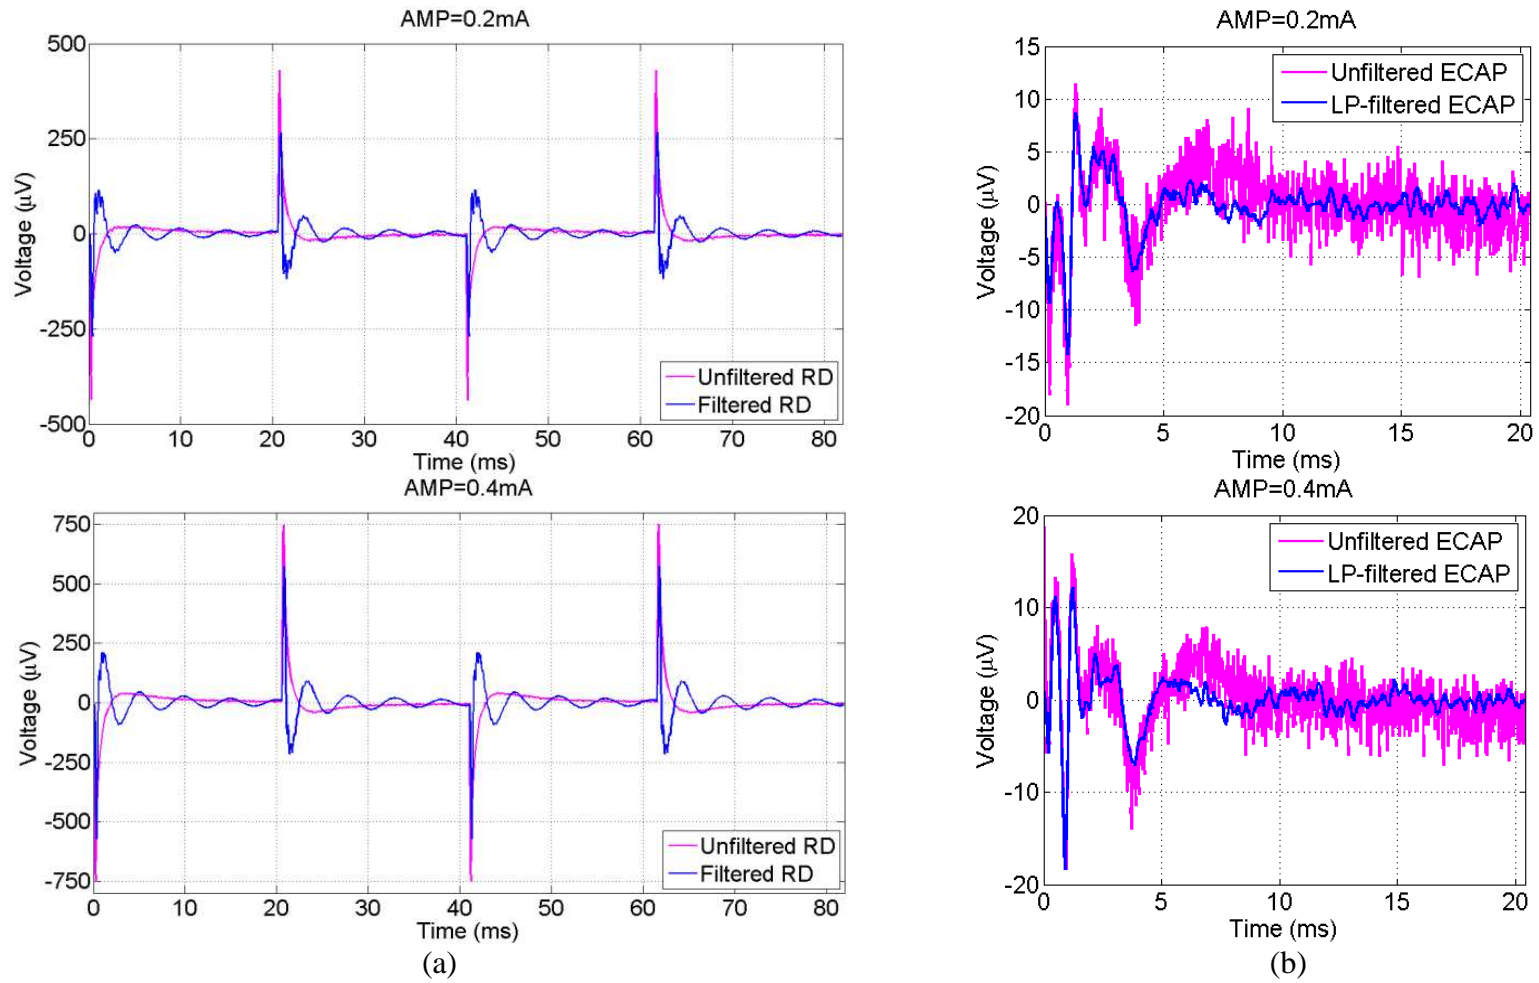 AMP=0.2mA
500
250
0
-250
-500
Voltage (μV)
Unfiltered RD
Filtered RD
0 10 20 30 40 50 60 70 80
Time (ms)
AMP=0.4mA
750
500
250
0
-250
-500
-750
Voltage (μV)
Unfiltered RD
Filtered RD
0 10 20 30 40 50 60 70 80
Time (ms)
(a)
AMP=0.2mA
15
10
5
0
-5
-10
-15
-20
Voltage (μV)
Unfiltered ECAP
LP-filtered ECAP
0 5 10 15 20
Time (ms)
AMP=0.4mA
20
10
0
-10
-20
Voltage (μV)
Unfiltered ECAP
LP-filtered ECAP
0 5 10 15 20
Time (ms)
(b)